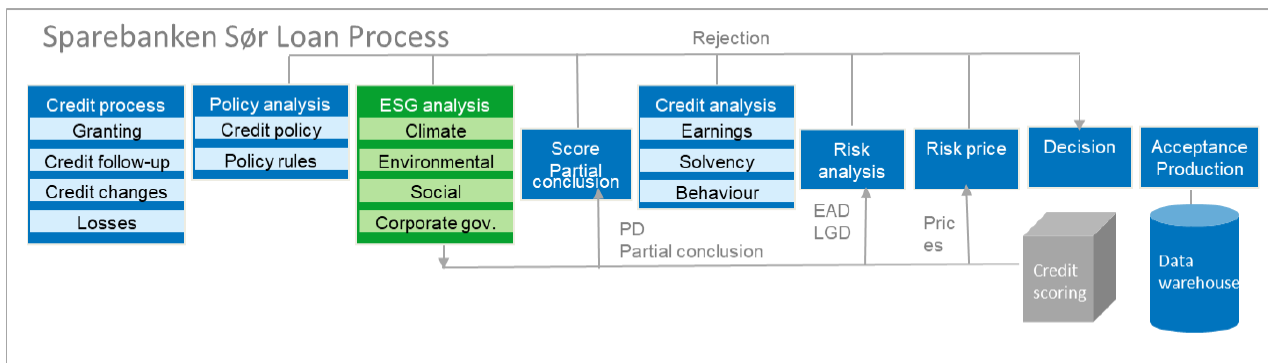 Sparebanken Sør Loan Process
Rejection
Credit process
Granting
Credit follow-up
Credit changes
Losses
Policy analysis
Credit policy
Policy rules
ESG analysis
Climate
Environmental
Social
Corporate gov.
Score
Partial
conclusion
Credit analysis
Earnings
Solvency
Behaviour
Risk
analysis
Risk price
Decision
Acceptance
Production
PD
Partial conclusion
EAD
LGD
Pric
es
Credit
scoring
Data
warehouse